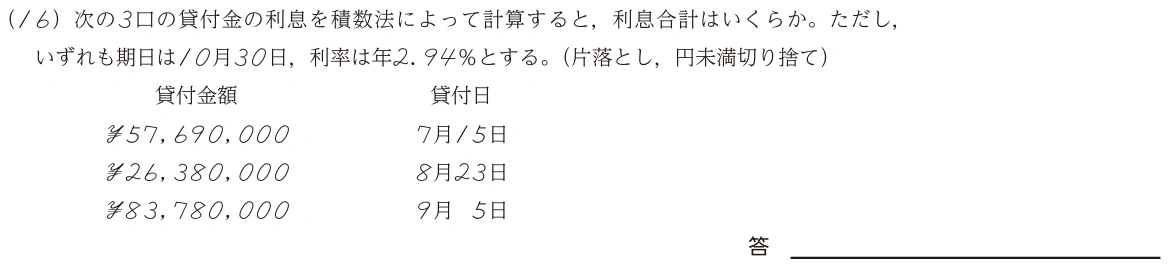 (16) 次の3口の貸付金の利息を積数法によって計算すると，利息合計はいくらか。ただし，
いずれも期日は10月30日，利率は年2.94%とする。(片落とし，円未満切り捨て)
貸付金額 貸付日
¥57,690,000 7月15日
¥26,380,000 8月23日
¥83,780,000 9月 5日
答